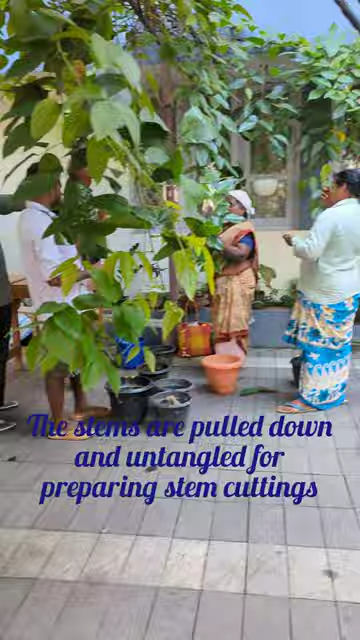 The stems are pulled down
and untangled for
preparing stem cuttings